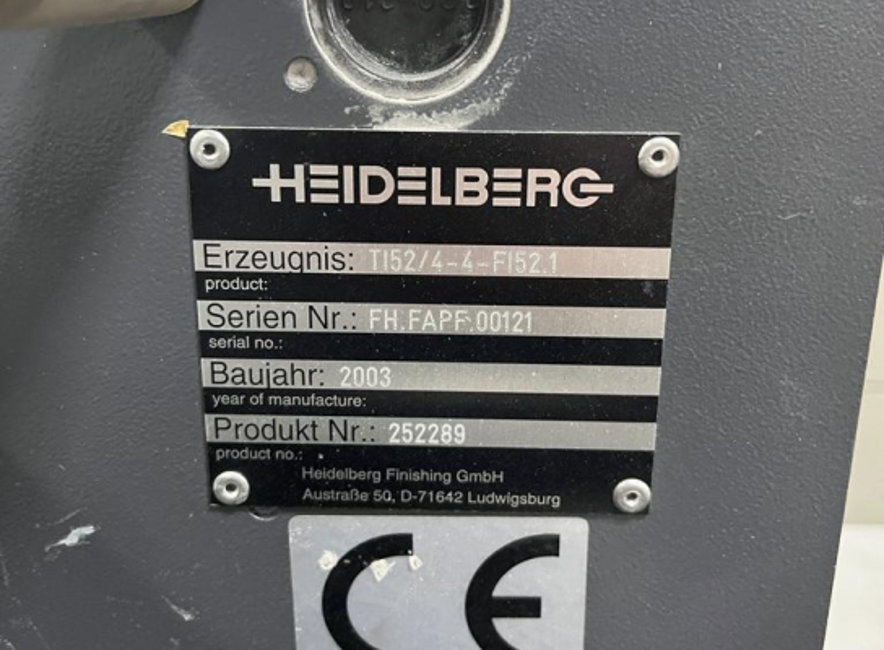 HEIDELBERG
Erzeugnis: TI52/4-4-FI52.1
product:
Serien Nr.: FH.FAPF.00121
serial no.:
Baujahr: 2003
year of manufacture:
Produkt Nr.: 252289
product no.:
Heidelberg Finishing GmbH
Austraße 50, D-71642 Ludwigsburg
CE